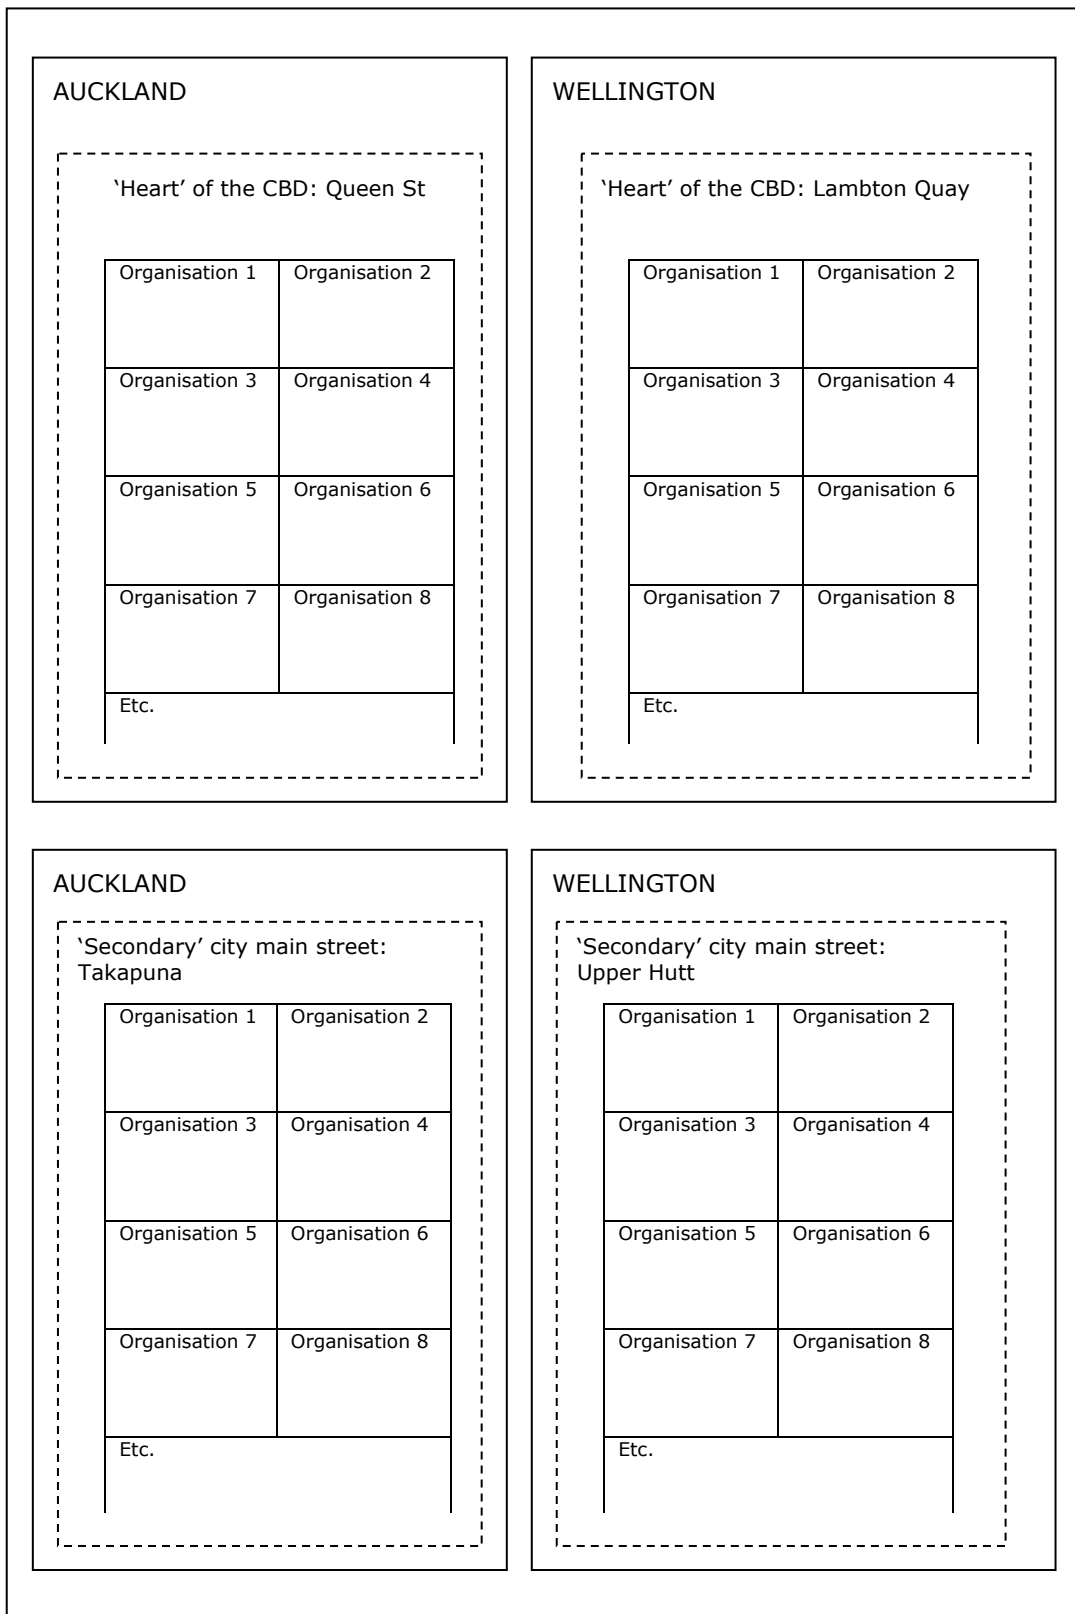 AUCKLAND
‘Heart’ of the CBD: Queen St
Organisation 1 Organisation 2
Organisation 3 Organisation 4
Organisation 5 Organisation 6
Organisation 7 Organisation 8
Etc.
WELLINGTON
‘Heart’ of the CBD: Lambton Quay
Organisation 1 Organisation 2
Organisation 3 Organisation 4
Organisation 5 Organisation 6
Organisation 7 Organisation 8
Etc.
AUCKLAND
‘Secondary’ city main street:
Takapuna
Organisation 1 Organisation 2
Organisation 3 Organisation 4
Organisation 5 Organisation 6
Organisation 7 Organisation 8
Etc.
WELLINGTON
‘Secondary’ city main street:
Upper Hutt
Organisation 1 Organisation 2
Organisation 3 Organisation 4
Organisation 5 Organisation 6
Organisation 7 Organisation 8
Etc.